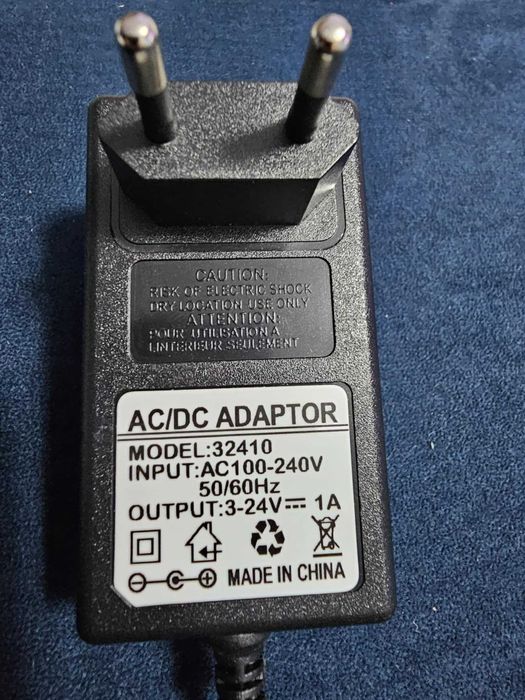 CAUTION:
RISK OF ELECTRIC SHOCK
DRY LOCATION USE ONLY
ATTENTION:
POUR UTILISATION A
LINTERIEUR SEULEMENT
AC/DC ADAPTOR
MODEL:32410
INPUT:AC100-240V
50/60Hz
OUTPUT:3-24V⎓1A
MADE IN CHINA